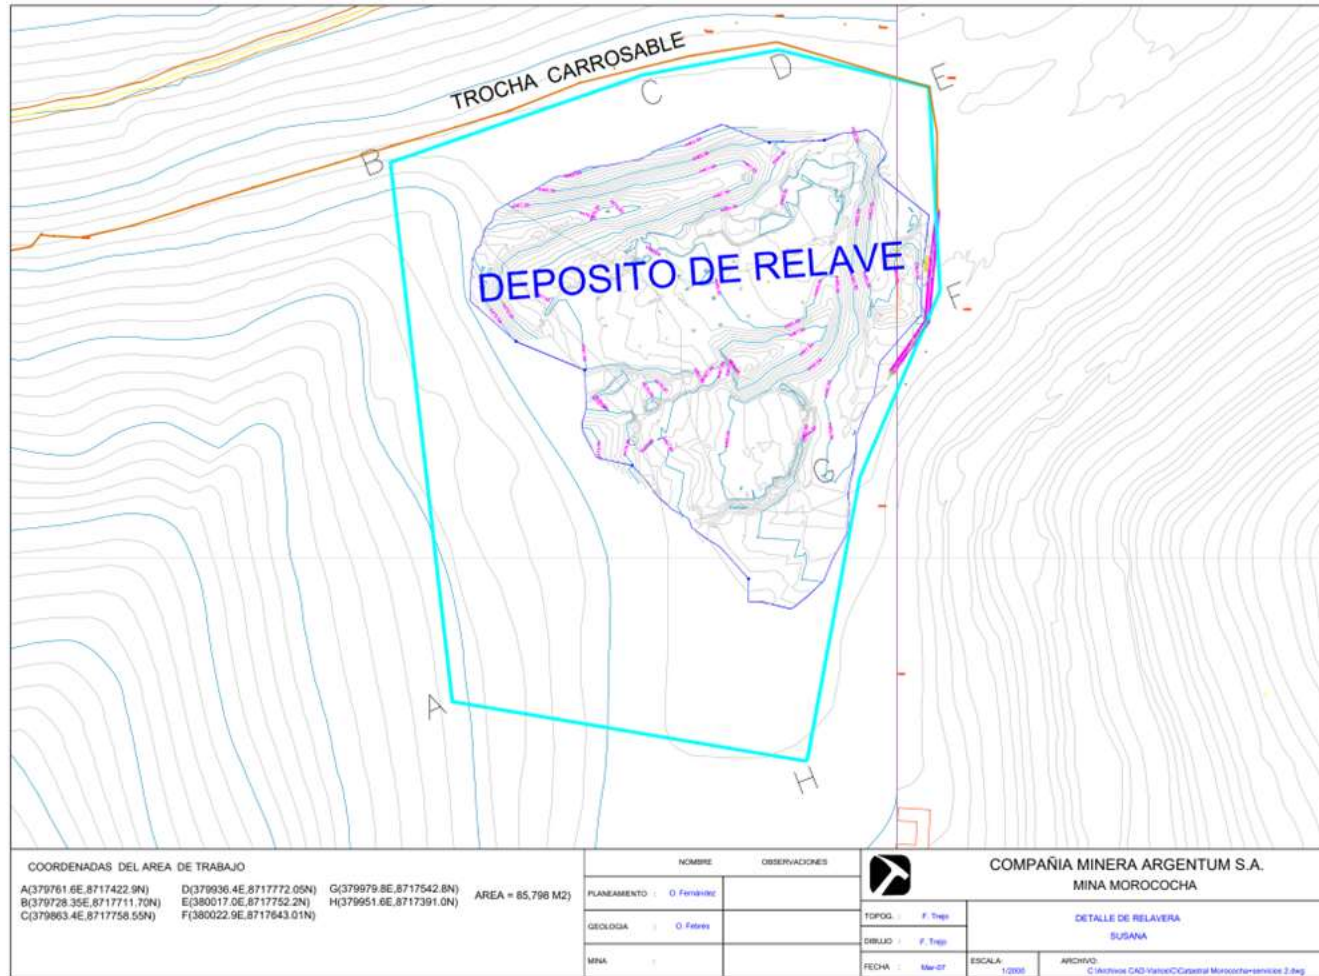 TROCHA CARROSABLE
B
C
D
E
DEPOSITO DE RELAVE
F
G
A
H
COORDENADAS DEL AREA DE TRABAJO
A(379761.6E,8717422.9N)
B(379728.35E,8717711.70N)
C(379863.4E,8717758.55N)
D(379936.4E,8717772.05N)
E(380017.0E,8717752.2N)
F(380022.9E,8717643.01N)
G(379979.8E,8717542.8N)
H(379951.6E,8717391.0N)
AREA = 85,798 M2)
NOMBRE OBSERVACIONES
PLANEAMIENTO : O. Fernández
GEOLOGIA : O. Febres
MINA :
COMPAÑIA MINERA ARGENTUM S.A.
MINA MOROCOCHA
TOPOG. : F. Trejo
DIBUJO : F. Trejo
FECHA : Mar-07
DETALLE DE RELAVERA
SUSANA
ESCALA:
1/2000
ARCHIVO: